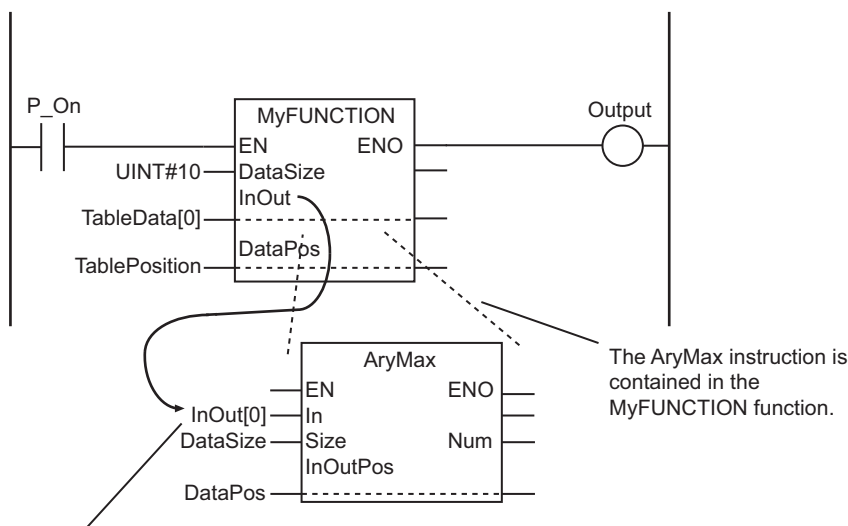 P_On
MyFUNCTION
Output
EN ENO
UINT#10 DataSize
InOut
TableData[0]
DataPos
TablePosition
The AryMax instruction is
contained in the
MyFUNCTION function.
AryMax
EN ENO
InOut[0] In
DataSize Size Num
InOutPos
DataPos